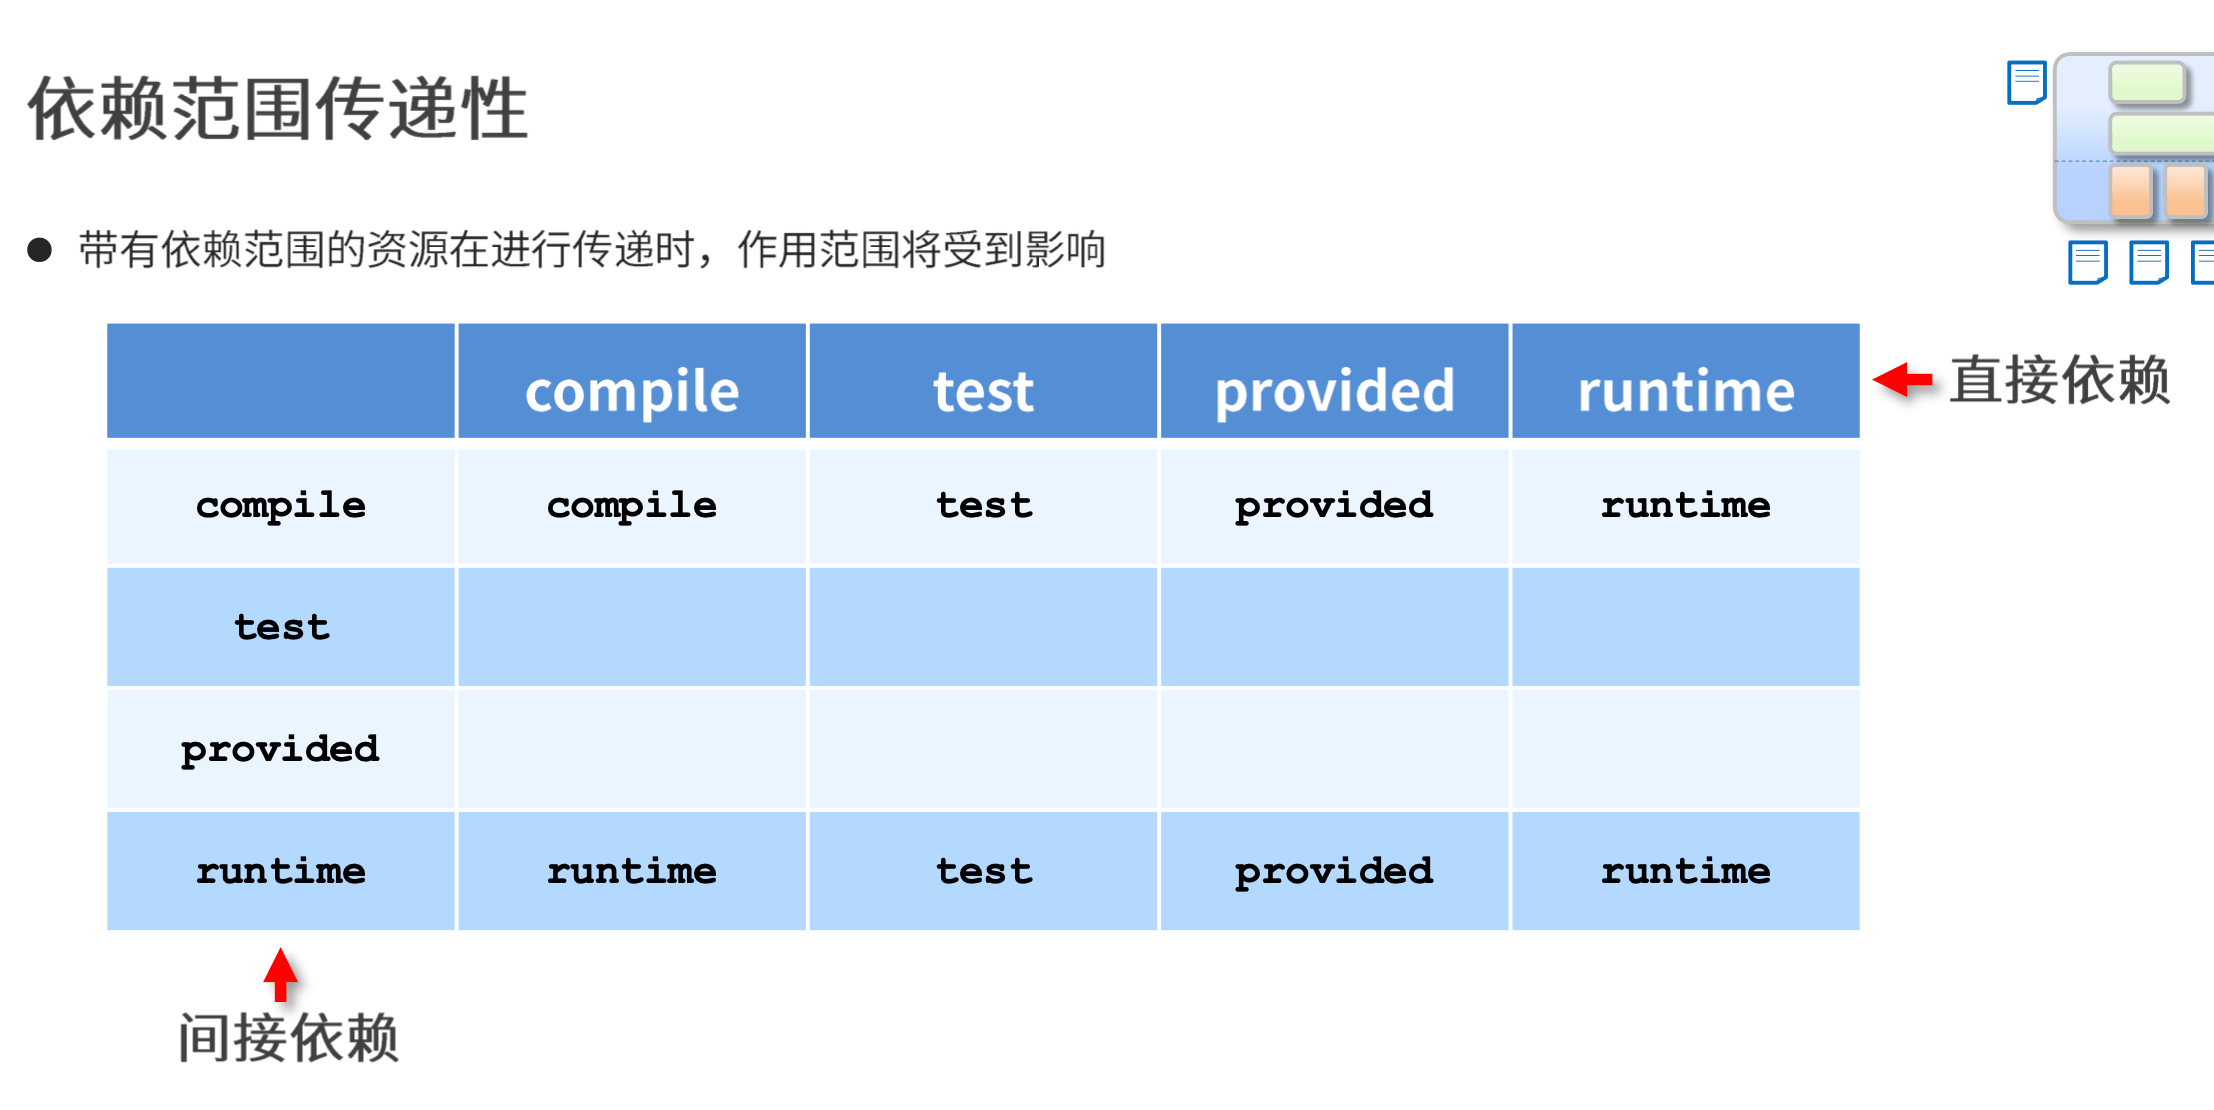 依赖范围传递性
● 带有依赖范围的资源在进行传递时，作用范围将受到影响
compile test provided runtime
直接依赖
compile compile test provided runtime
test
provided
runtime runtime test provided runtime
间接依赖